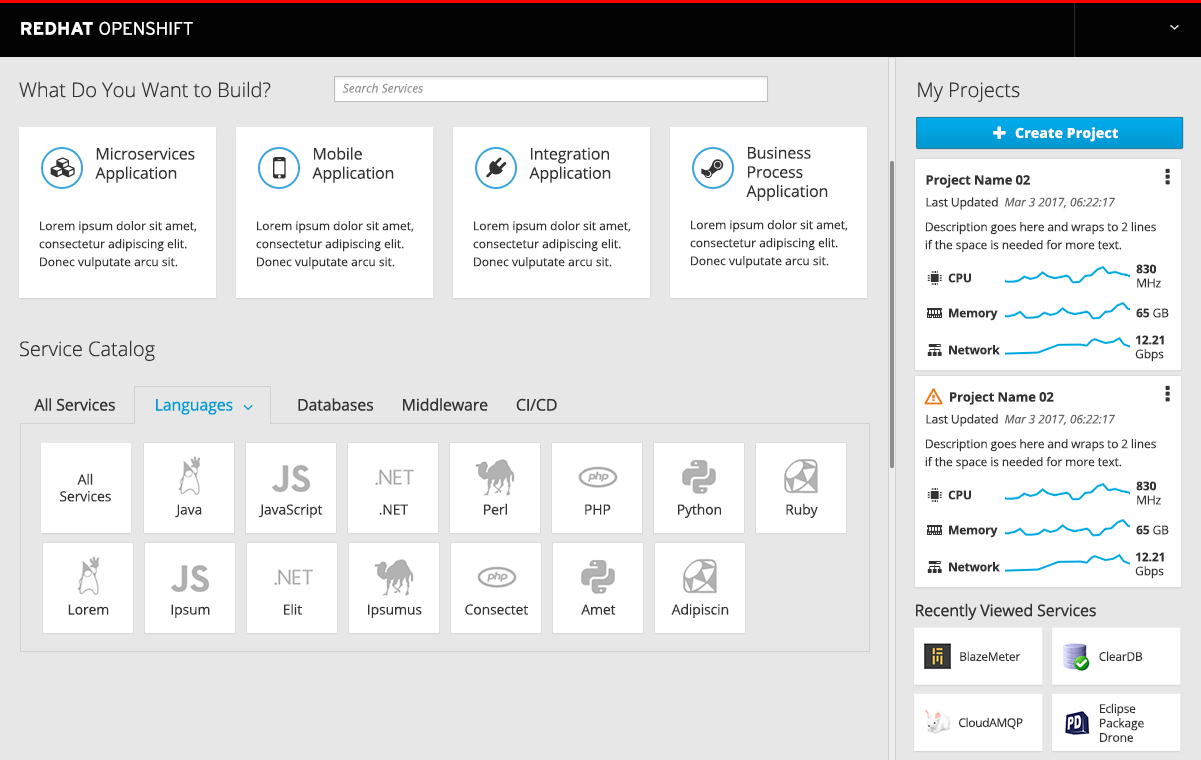 REDHAT OPENSHIFT
What Do You Want to Build?
Search Services
Microservices
Application
Lorem ipsum dolor sit amet,
consectetur adipiscing elit.
Donec vulputate arcu sit.
Mobile
Application
Lorem ipsum dolor sit amet,
consectetur adipiscing elit.
Donec vulputate arcu sit.
Integration
Application
Lorem ipsum dolor sit amet,
consectetur adipiscing elit.
Donec vulputate arcu sit.
Business
Process
Application
Lorem ipsum dolor sit amet,
consectetur adipiscing elit.
Donec vulputate arcu sit.
Service Catalog
All Services
Languages
Databases
Middleware
CI/CD
All
Services
Java
JS
JavaScript
.NET
.NET
Perl
php
PHP
Python
Ruby
Lorem
JS
Ipsum
.NET
Elit
Ipsumus
php
Consectet
Amet
Adipiscin
My Projects
+ Create Project
Project Name 02
Last Updated Mar 3 2017, 06:22:17
Description goes here and wraps to 2 lines
if the space is needed for more text.
CPU
830
MHz
Memory
65 GB
Network
12.21
Gbps
Project Name 02
Last Updated Mar 3 2017, 06:22:17
Description goes here and wraps to 2 lines
if the space is needed for more text.
CPU
830
MHz
Memory
65 GB
Network
12.21
Gbps
Recently Viewed Services
BlazeMeter
ClearDB
CloudAMQP
PD
Eclipse
Package
Drone